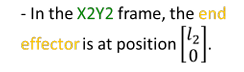 - In the X2Y2 frame, the end
effector is at position [l₂
0].